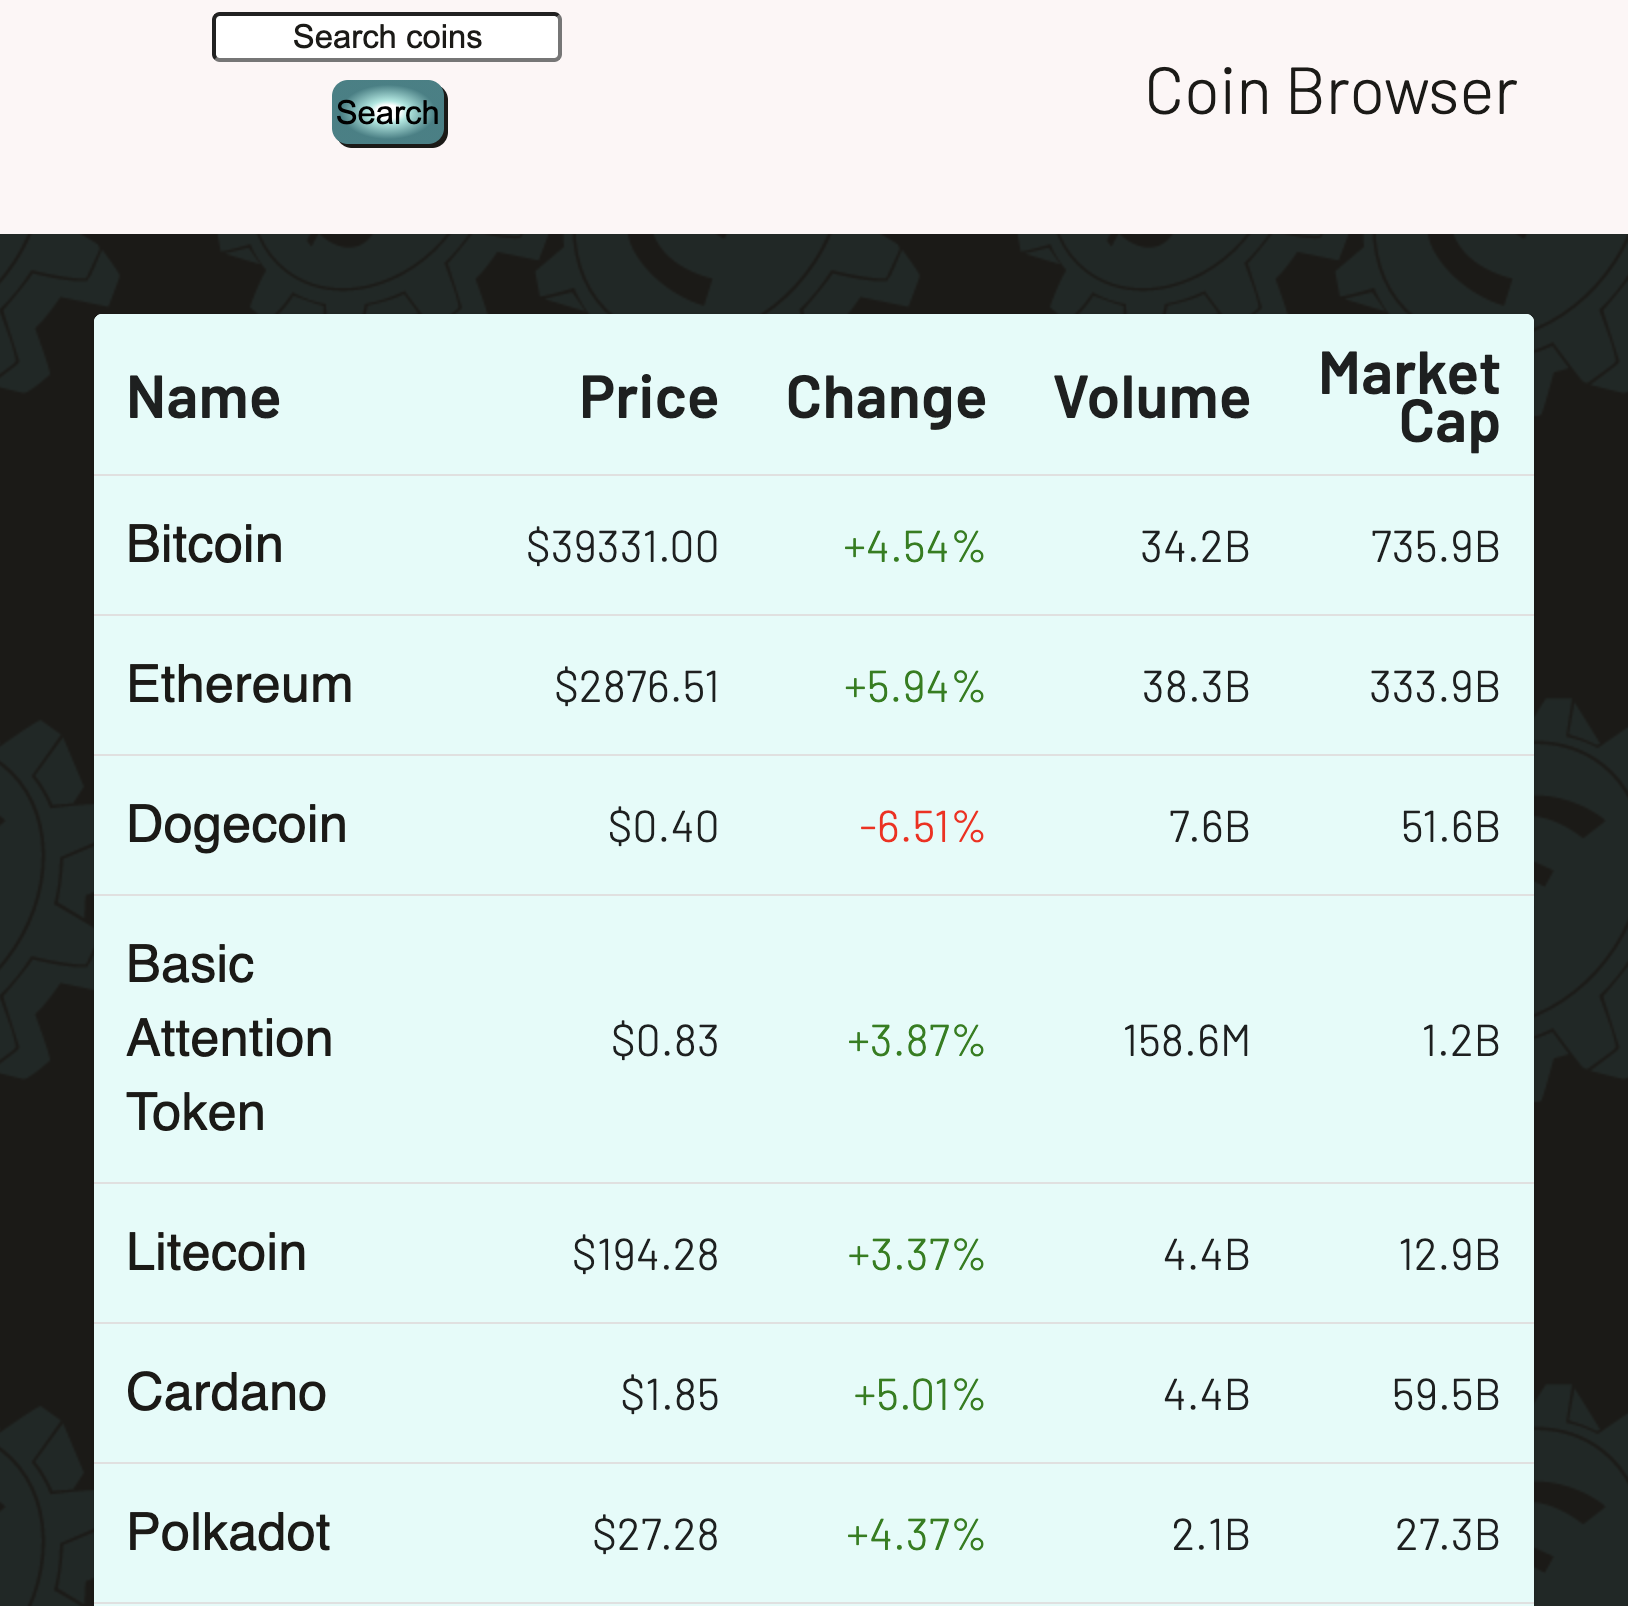 Search coins
Search
Coin Browser
Name Price Change Volume Market Cap
Bitcoin $39331.00 +4.54% 34.2B 735.9B
Ethereum $2876.51 +5.94% 38.3B 333.9B
Dogecoin $0.40 -6.51% 7.6B 51.6B
Basic
Attention
Token
$0.83 +3.87% 158.6M 1.2B
Litecoin $194.28 +3.37% 4.4B 12.9B
Cardano $1.85 +5.01% 4.4B 59.5B
Polkadot $27.28 +4.37% 2.1B 27.3B